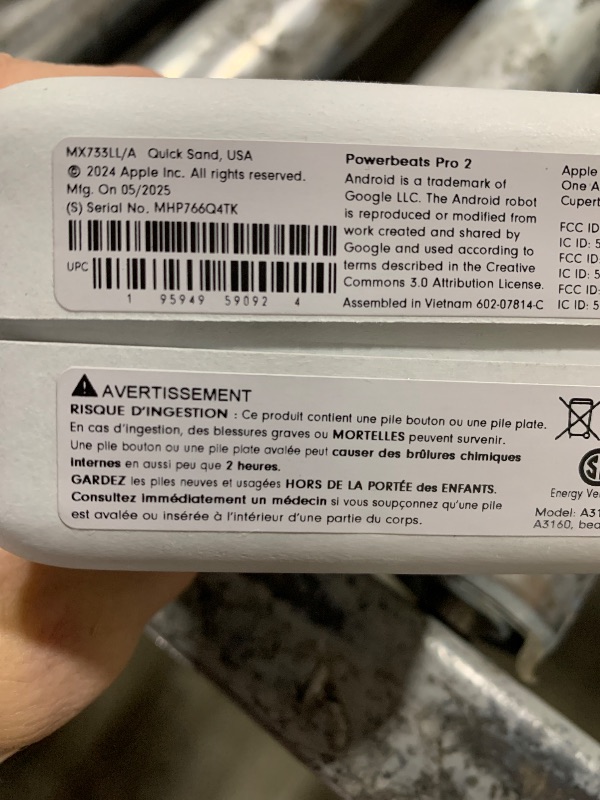 MX733LL/A Quick Sand, USA
© 2024 Apple Inc. All rights reserved.
Mfg. On 05/2025
(S) Serial No. MHP766Q4TK
UPC
1 95949 59092 4
Powerbeats Pro 2
Android is a trademark of
Google LLC. The Android robot
is reproduced or modified from
work created and shared by
Google and used according to
terms described in the Creative
Commons 3.0 Attribution License.
Assembled in Vietnam 602-07814-C
Apple
One A
Cupert
FCC ID
IC ID: 5
FCC ID:
IC ID: 5
FCC ID:
IC ID: 5
AVERTISSEMENT
RISQUE D'INGESTION : Ce produit contient une pile bouton ou une pile plate.
En cas d'ingestion, des blessures graves ou MORTELLES peuvent survenir.
Une pile bouton ou une pile plate avalée peut causer des brûlures chimiques
internes en aussi peu que 2 heures.
GARDEZ les piles neuves et usagées HORS DE LA PORTÉE des ENFANTS.
Consultez immédiatement un médecin si vous soupçonnez qu'une pile
est avalée ou insérée à l'intérieur d'une partie du corps.
Energy Ve
Model: A31
A3160, bea